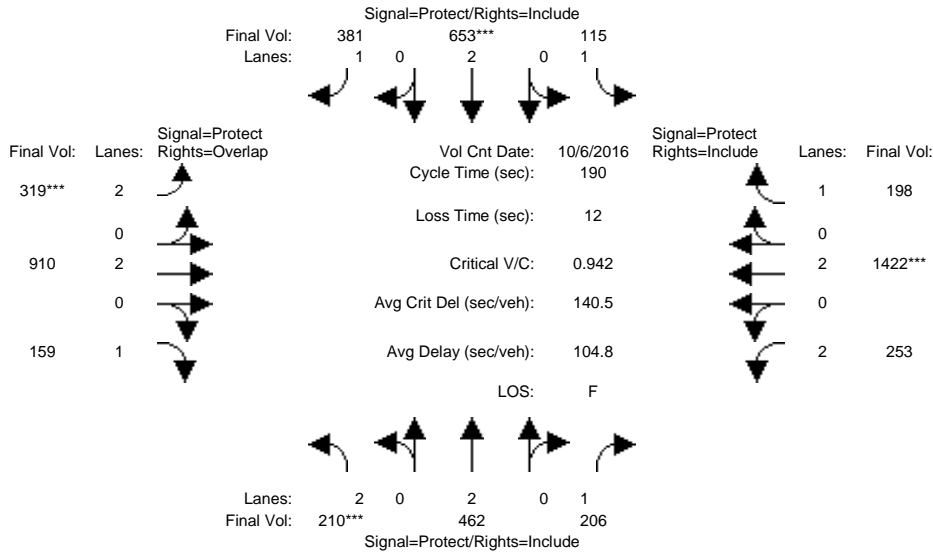 Signal=Protect/Rights=Include
Final Vol: 381 653*** 115
Lanes: 1 0 2 0 1
Signal=Protect Signal=Protect
Final Vol: Lanes: Rights=Overlap Vol Cnt Date: 10/6/2016 Rights=Include Lanes: Final Vol:
Cycle Time (sec): 190
319*** 2 1 198
Loss Time (sec): 12
0 0
910 2 Critical V/C: 0.942 2 1422***
0 Avg Crit Del (sec/veh): 140.5 0
159 1 Avg Delay (sec/veh): 104.8 2 253
LOS: F
Lanes: 2 0 2 0 1
Final Vol: 210*** 462 206
Signal=Protect/Rights=Include